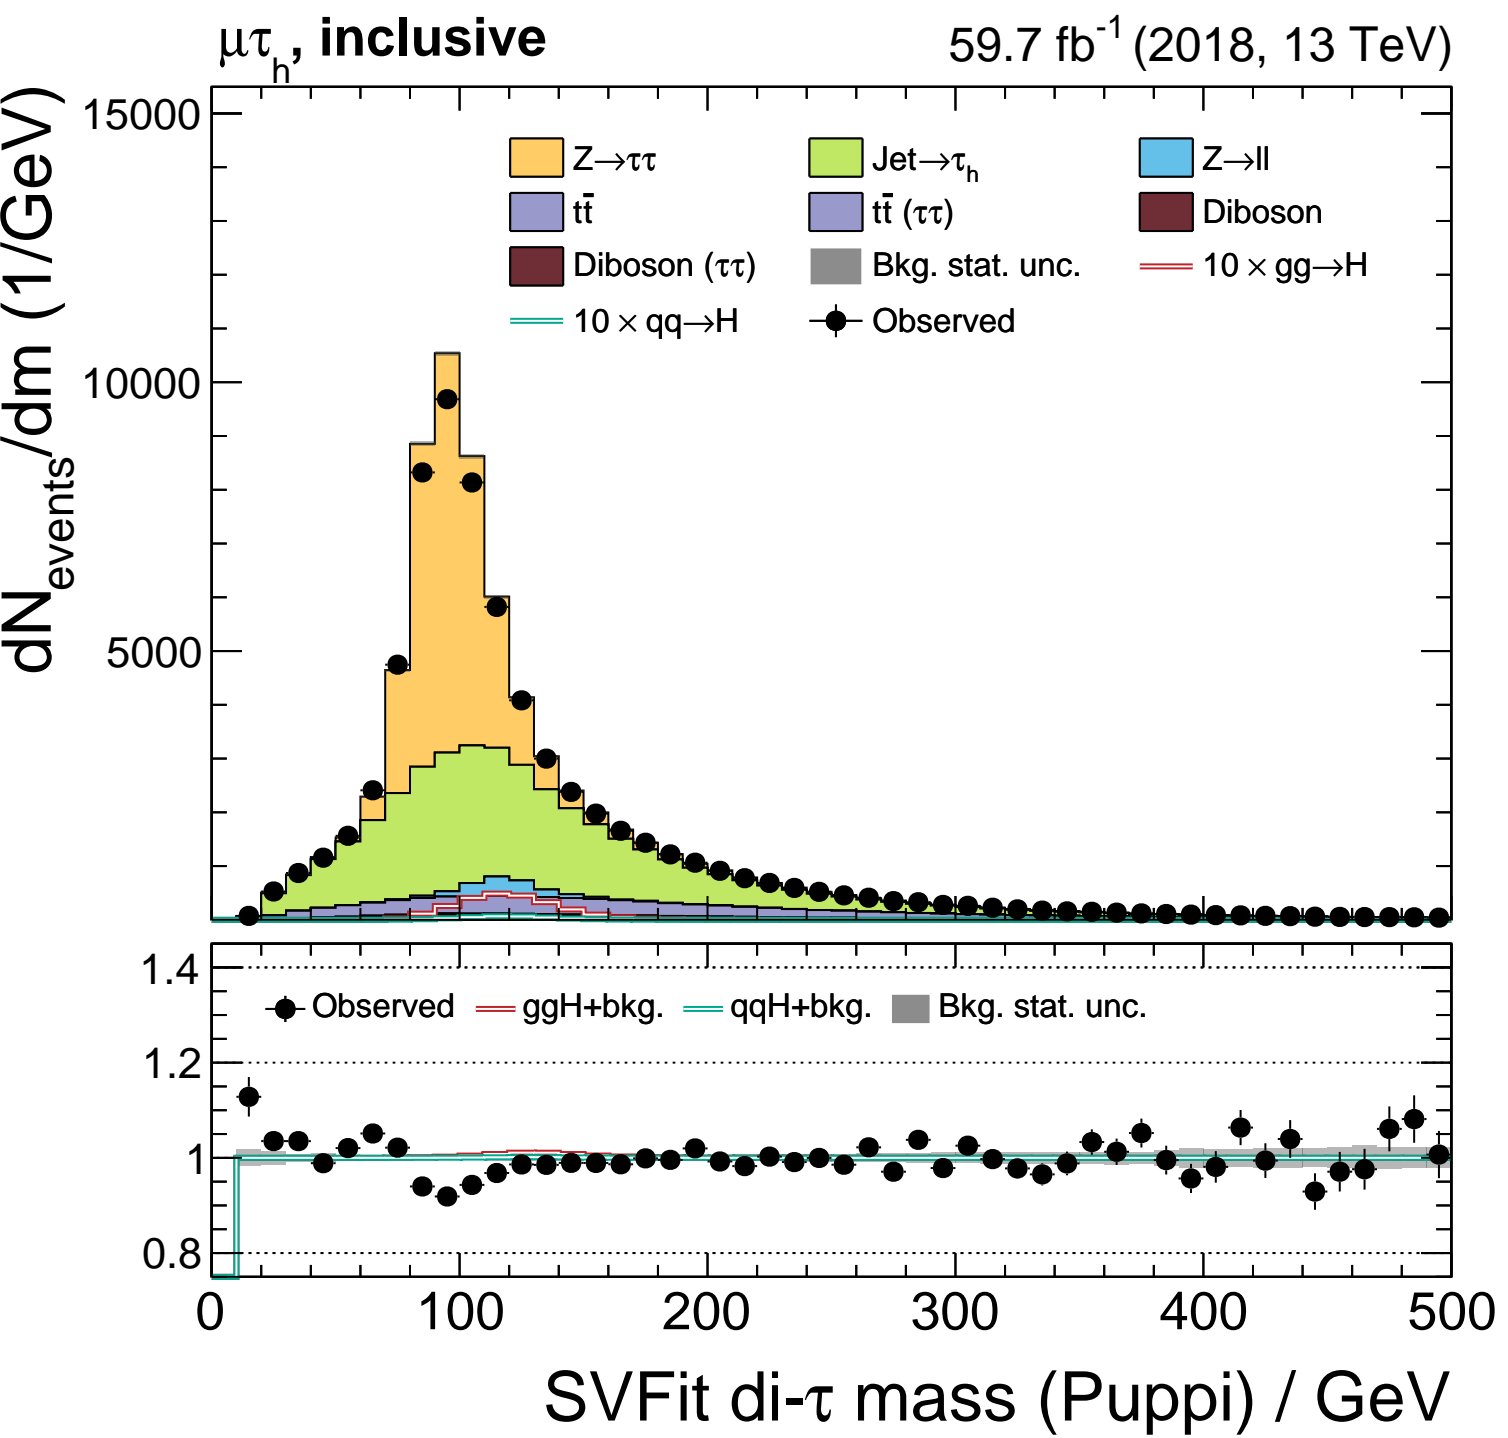 μτh, inclusive
59.7 fb-1 (2018, 13 TeV)
dNevents/dm (1/GeV)
15000
10000
5000
Z→ττ Jet→τh Z→ll
tt̄ tt̄ (ττ) Diboson
Diboson (ττ) Bkg. stat. unc. 10 × gg→H
10 × qq→H Observed
1.4
1.2
1
0.8
Observed ggH+bkg. qqH+bkg. Bkg. stat. unc.
0 100 200 300 400 500
SVFit di-τ mass (Puppi) / GeV